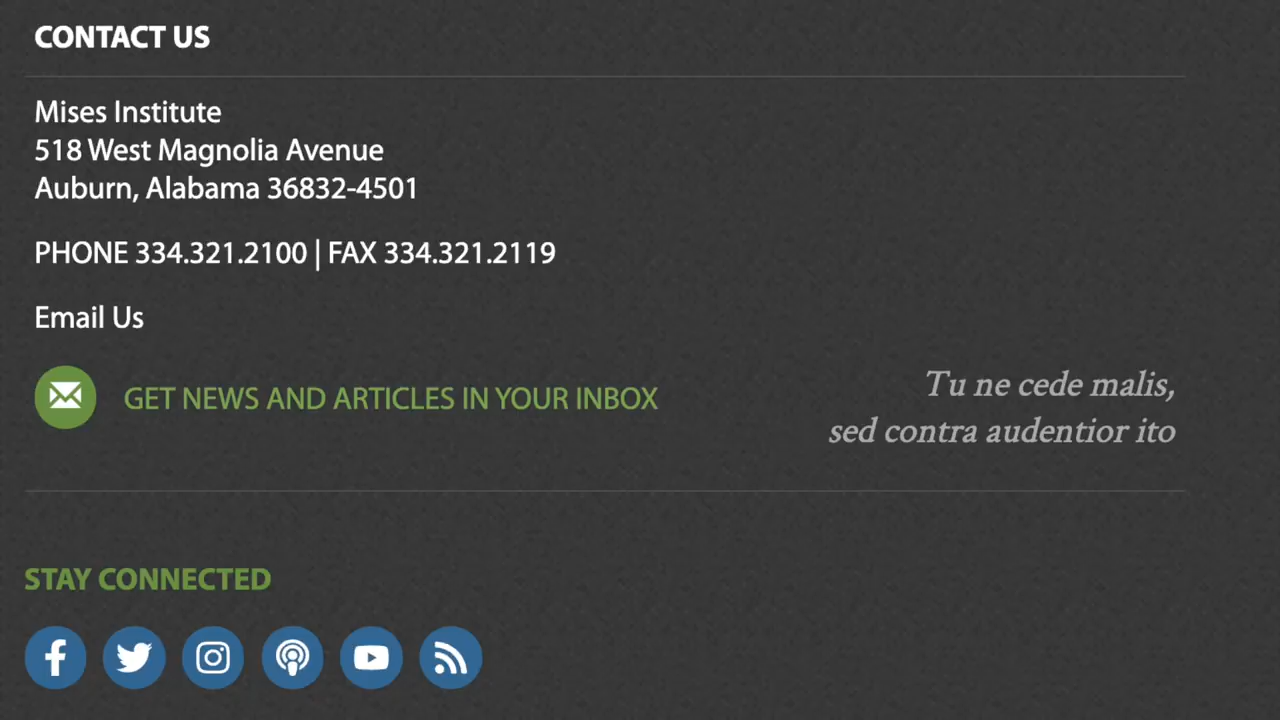 CONTACT US
Mises Institute
518 West Magnolia Avenue
Auburn, Alabama 36832-4501
PHONE 334.321.2100 | FAX 334.321.2119
Email Us
GET NEWS AND ARTICLES IN YOUR INBOX
Tu ne cede malis,
sed contra audentior ito
STAY CONNECTED